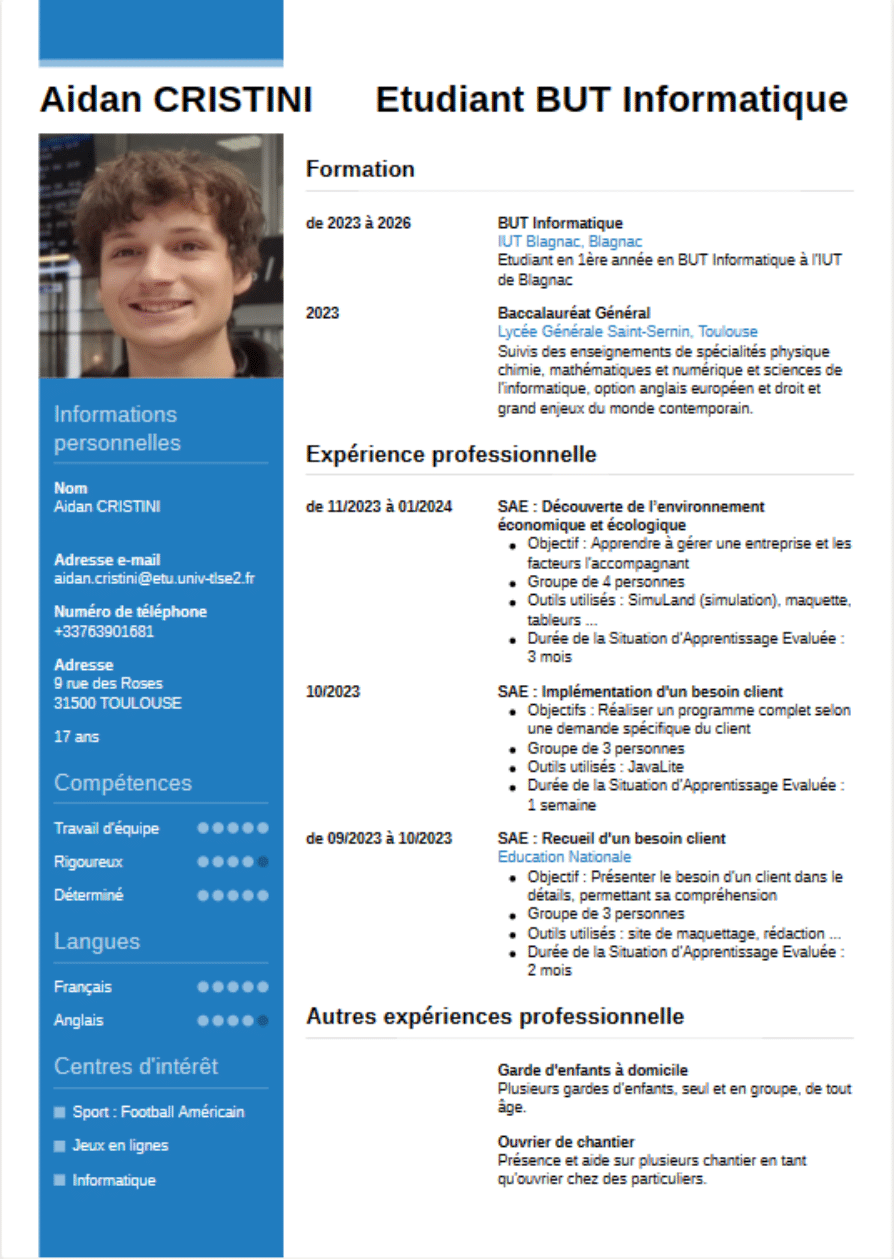 Aidan CRISTINI Etudiant BUT Informatique
Informations
personnelles
Nom
Aidan CRISTINI
Adresse e-mail
aidan.cristini@etu.univ-tlse2.fr
Numéro de téléphone
+33763901681
Adresse
9 rue des Roses
31500 TOULOUSE
17 ans
Compétences
Travail d'équipe
Rigoureux
Déterminé
Langues
Français
Anglais
Centres d'intérêt
Sport : Football Américain
Jeux en lignes
Informatique
Formation
de 2023 à 2026 BUT Informatique
IUT Blagnac, Blagnac
Etudiant en 1ère année en BUT Informatique à l'IUT
de Blagnac
2023 Baccalauréat Général
Lycée Générale Saint-Sernin, Toulouse
Suivis des enseignements de spécialités physique
chimie, mathématiques et numérique et sciences de
l'informatique, option anglais européen et droit et
grand enjeux du monde contemporain.
Expérience professionnelle
de 11/2023 à 01/2024 SAE : Découverte de l'environnement
économique et écologique
• Objectif : Apprendre à gérer une entreprise et les
facteurs l'accompagnant
• Groupe de 4 personnes
• Outils utilisés : SimuLand (simulation), maquette,
tableurs ...
• Durée de la Situation d'Apprentissage Evaluée :
3 mois
10/2023 SAE : Implémentation d'un besoin client
• Objectifs : Réaliser un programme complet selon
une demande spécifique du client
• Groupe de 3 personnes
• Outils utilisés : JavaLite
• Durée de la Situation d'Apprentissage Evaluée :
1 semaine
de 09/2023 à 10/2023 SAE : Recueil d'un besoin client
Education Nationale
• Objectif : Présenter le besoin d'un client dans le
détails, permettant sa compréhension
• Groupe de 3 personnes
• Outils utilisés : site de maquettage, rédaction ...
• Durée de la Situation d'Apprentissage Evaluée :
2 mois
Autres expériences professionnelle
Garde d'enfants à domicile
Plusieurs gardes d'enfants, seul et en groupe, de tout
âge.
Ouvrier de chantier
Présence et aide sur plusieurs chantier en tant
qu'ouvrier chez des particuliers.